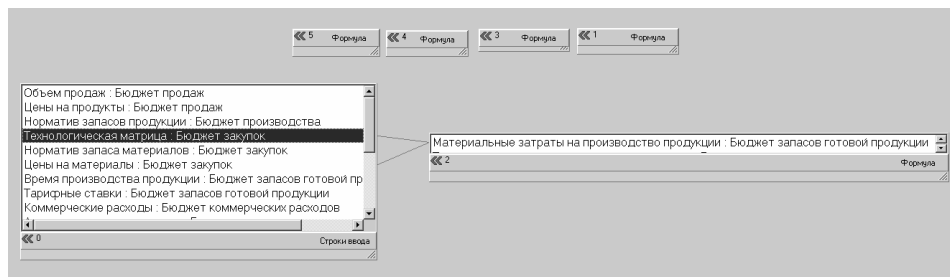 5 Формула
4 Формула
3 Формула
1 Формула
Объем продаж : Бюджет продаж
Цены на продукты : Бюджет продаж
Норматив запасов продукции : Бюджет производства
Технологическая матрица : Бюджет закупок
Норматив запаса материалов : Бюджет закупок
Цены на материалы : Бюджет закупок
Время производства продукции : Бюджет запасов готовой пр
Тарифные ставки : Бюджет запасов готовой продукции
Коммерческие расходы : Бюджет коммерческих расходов
0 Строки ввода
Материальные затраты на производство продукции : Бюджет запасов готовой продукции
2 Формула